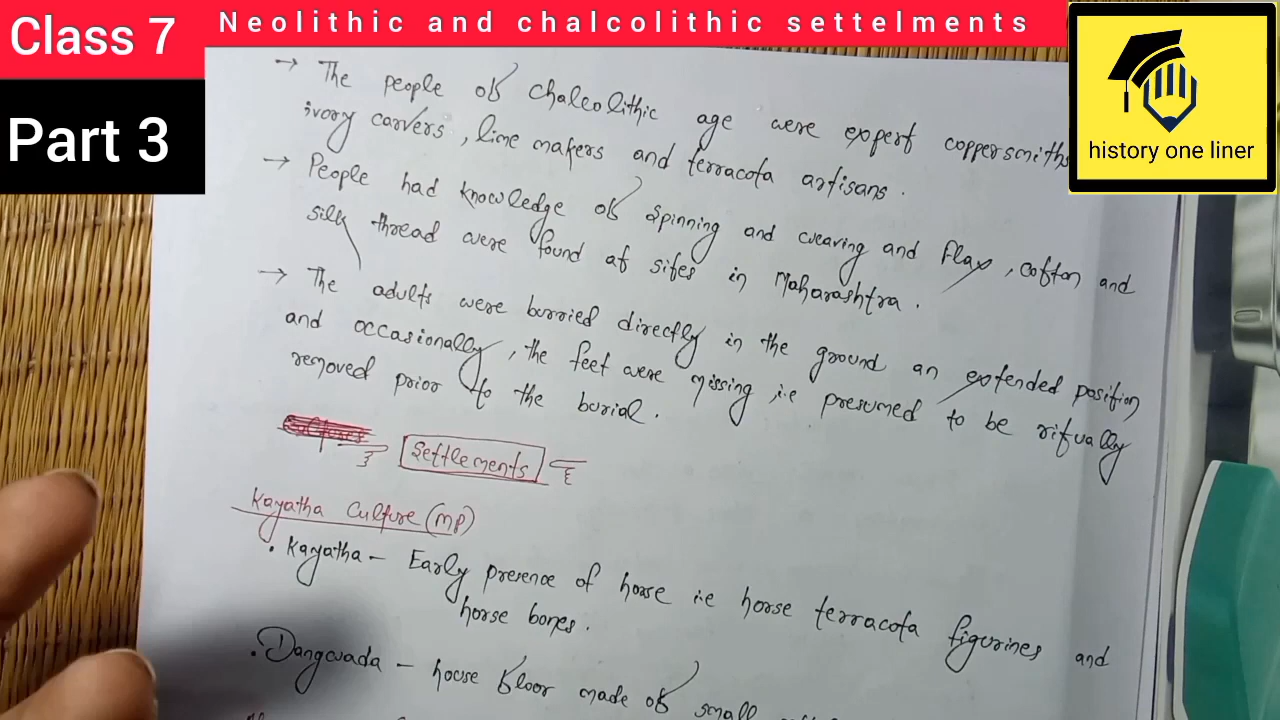 Class 7
Neolithic and chalcolithic settelments
Part 3
history one liner
→ The people of chalcolithic age were expert coppersmiths
ivory carvers, lime makers and terracota artisans.
→ People had knowledge of spinning and weaving and flax, cotton and
silk thread were found at sites in Maharashtra.
→ The adults were burried directly in the ground an extended position
and occasionally, the feet were missing, i.e presumed to be ritually
removed prior to the burial.
Settlements
Kayatha Culture (MP)
• Kayatha - Early presence of horse i.e horse terracota figurines and
horse bones.
• Dangwada - house floor made of small